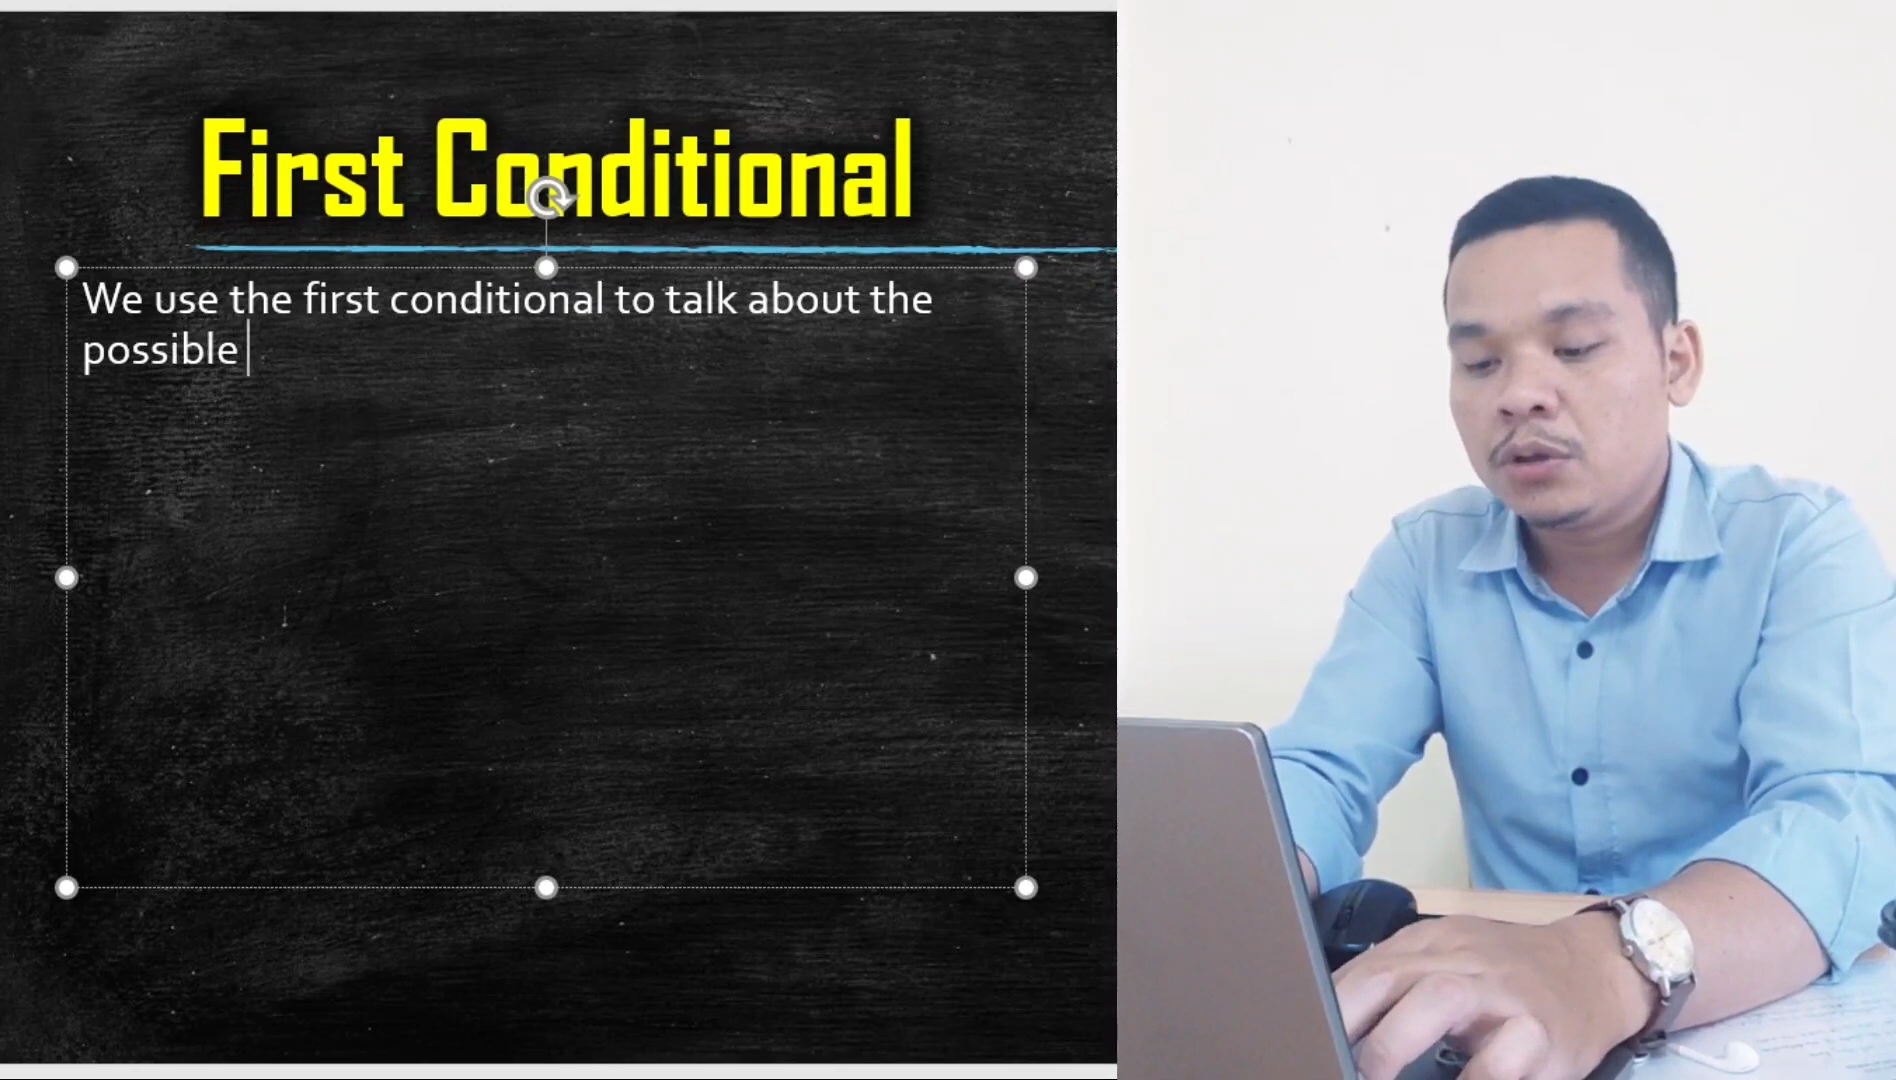 First Conditional
We use the first conditional to talk about the
possible